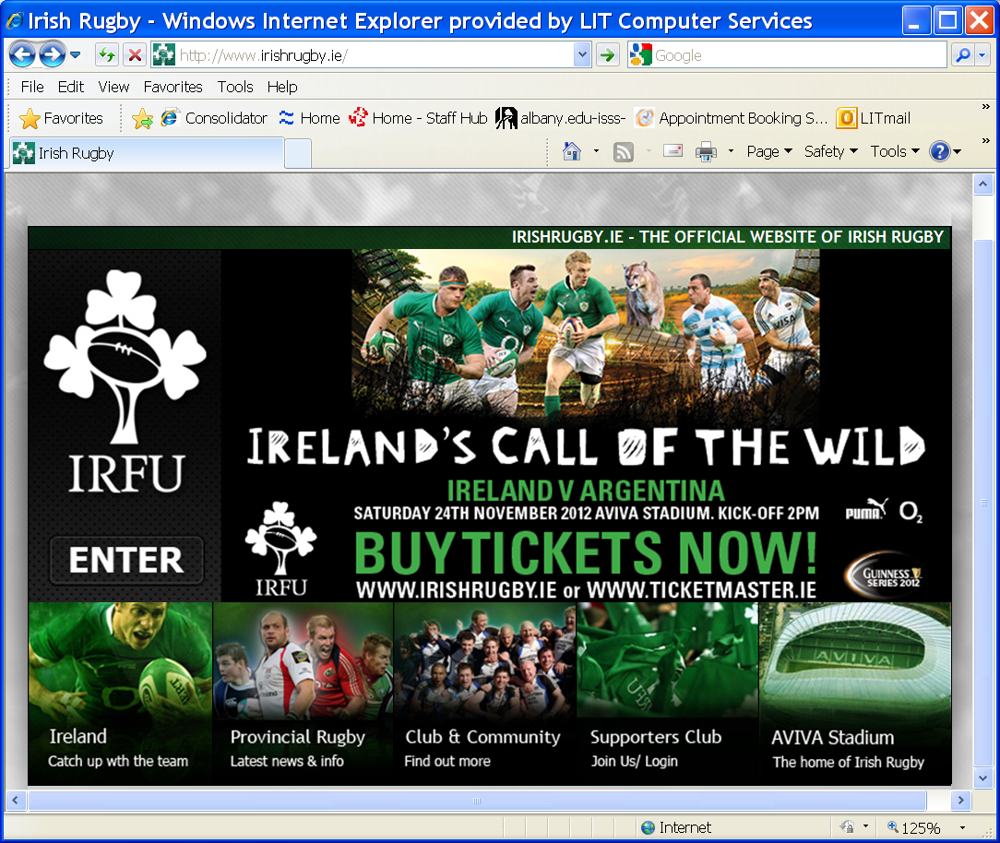 Irish Rugby - Windows Internet Explorer provided by LIT Computer Services
http://www.irishrugby.ie/
Google
File Edit View Favorites Tools Help
Favorites Consolidator Home Home - Staff Hub albany.edu-isss- Appointment Booking S... LITmail »
Irish Rugby Page Safety Tools »
IRISHRUGBY.IE - THE OFFICIAL WEBSITE OF IRISH RUGBY
VISA
IRFU
ENTER
IRELAND'S CALL OF THE WILD
IRELAND V ARGENTINA
SATURDAY 24TH NOVEMBER 2012 AVIVA STADIUM. KICK-OFF 2PM
BUY TICKETS NOW!
WWW.IRISHRUGBY.IE or WWW.TICKETMASTER.IE
IRFU
PUMA O2
GUINNESS
SERIES 2012
AVIVA
Ireland
Catch up wth the team
Provincial Rugby
Latest news & info
Club & Community
Find out more
Supporters Club
Join Us/ Login
AVIVA Stadium
The home of Irish Rugby
Internet 125%